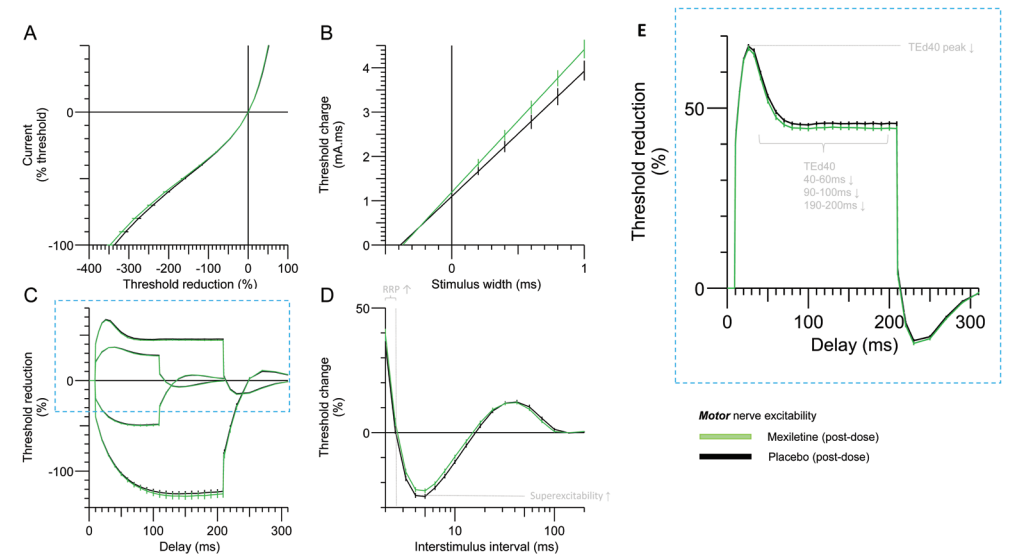 A
Current
(% threshold)
0
-100
-400 -300 -200 -100 0 100
Threshold reduction (%)
B
Threshold charge
(mA.ms)
4
3
2
1
0
0 1
Stimulus width (ms)
C
Threshold reduction
(%)
0
-100
0 100 200 300
Delay (ms)
D
RRP ↑
Threshold change
(%)
50
0
Superexcitability ↑
10 100
Interstimulus interval (ms)
E
Threshold reduction
(%)
TEd40 peak ↓
50
TEd40
40-60ms ↓
90-100ms ↓
190-200ms ↓
0
0 100 200 300
Delay (ms)
Motor nerve excitability
Mexiletine (post-dose)
Placebo (post-dose)